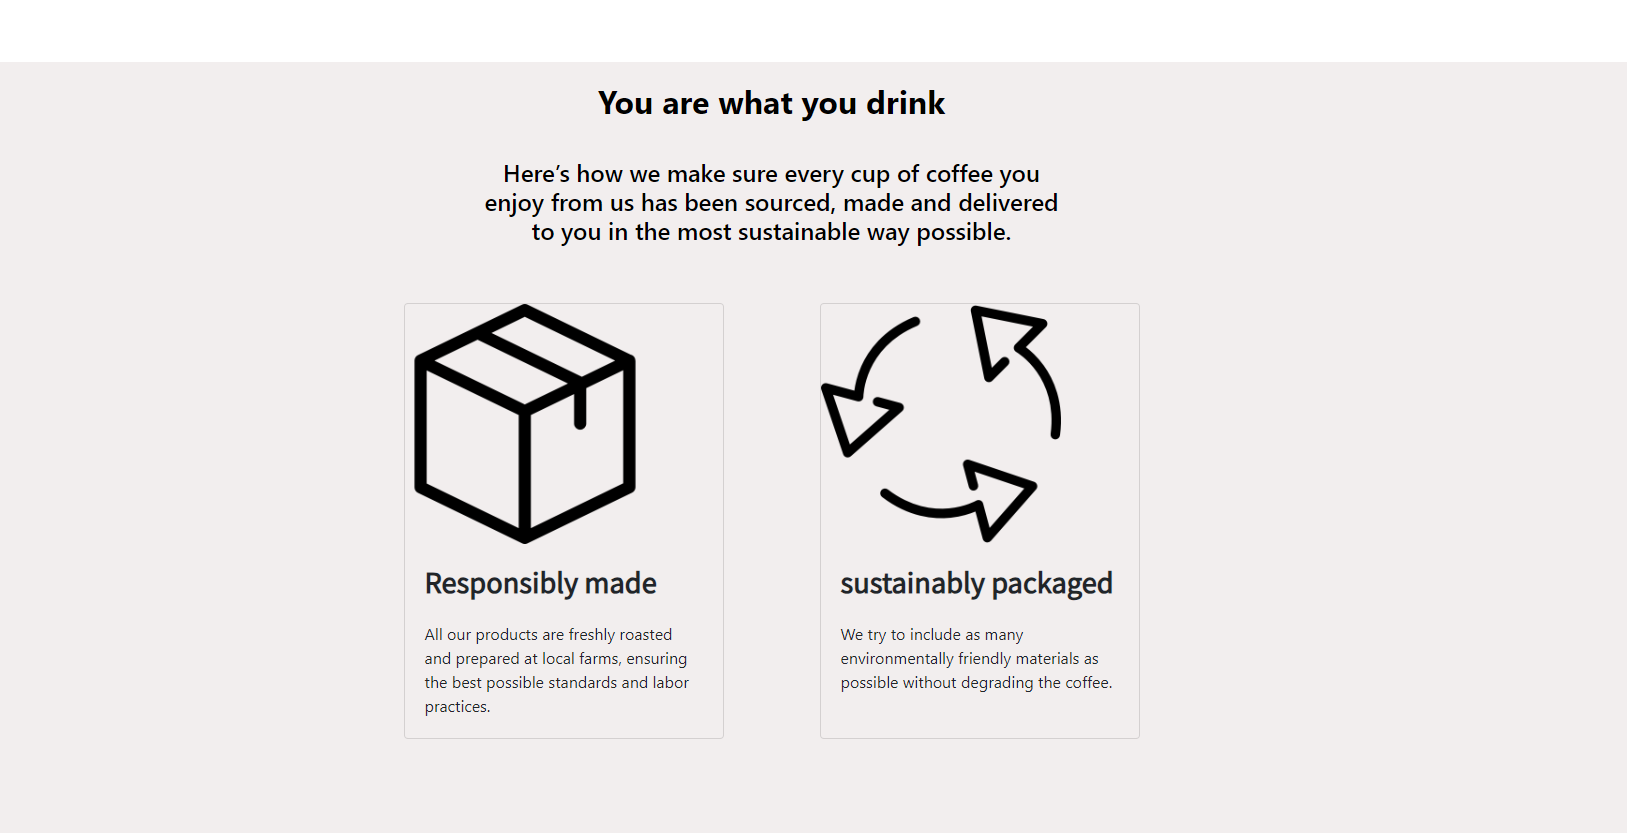 You are what you drink
Here’s how we make sure every cup of coffee you
enjoy from us has been sourced, made and delivered
to you in the most sustainable way possible.
Responsibly made
All our products are freshly roasted
and prepared at local farms, ensuring
the best possible standards and labor
practices.
sustainably packaged
We try to include as many
environmentally friendly materials as
possible without degrading the coffee.